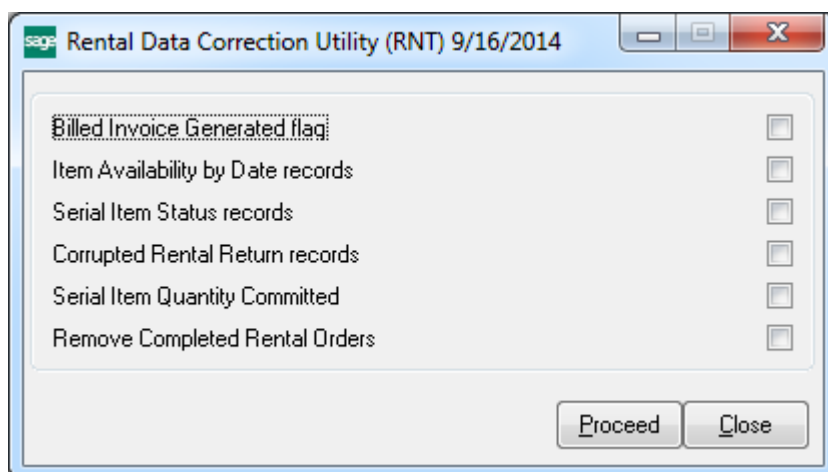 sage Rental Data Correction Utility (RNT) 9/16/2014
Billed Invoice Generated flag
Item Availability by Date records
Serial Item Status records
Corrupted Rental Return records
Serial Item Quantity Committed
Remove Completed Rental Orders
Proceed Close